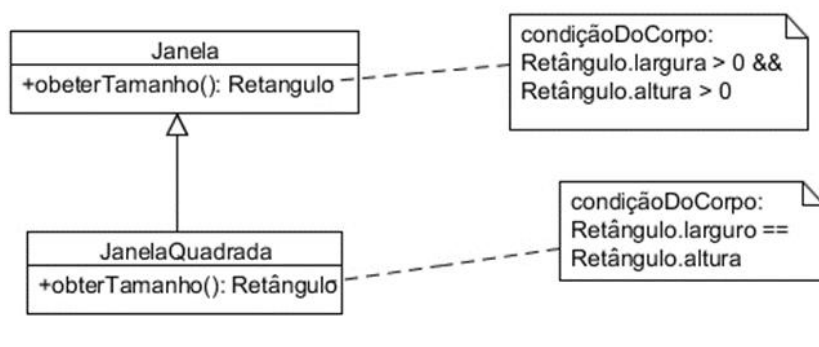 Janela
+obeterTamanho(): Retangulo
condiçãoDoCorpo:
Retângulo.largura > 0 &&
Retângulo.altura > 0
JanelaQuadrada
+obterTamanho(): Retângulo
condiçãoDoCorpo:
Retângulo.larguro ==
Retângulo.altura